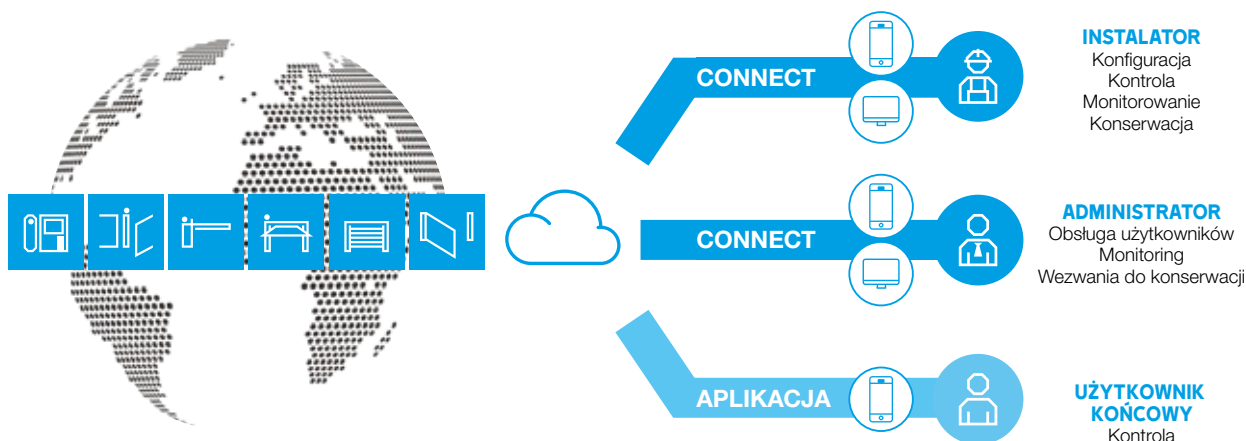 CONNECT
INSTALATOR
Konfiguracja
Kontrola
Monitorowanie
Konserwacja
CONNECT
ADMINISTRATOR
Obsługa użytkowników
Monitoring
Wezwania do konserwacji
APLIKACJA
UŻYTKOWNIK
KOŃCOWY
Kontrola